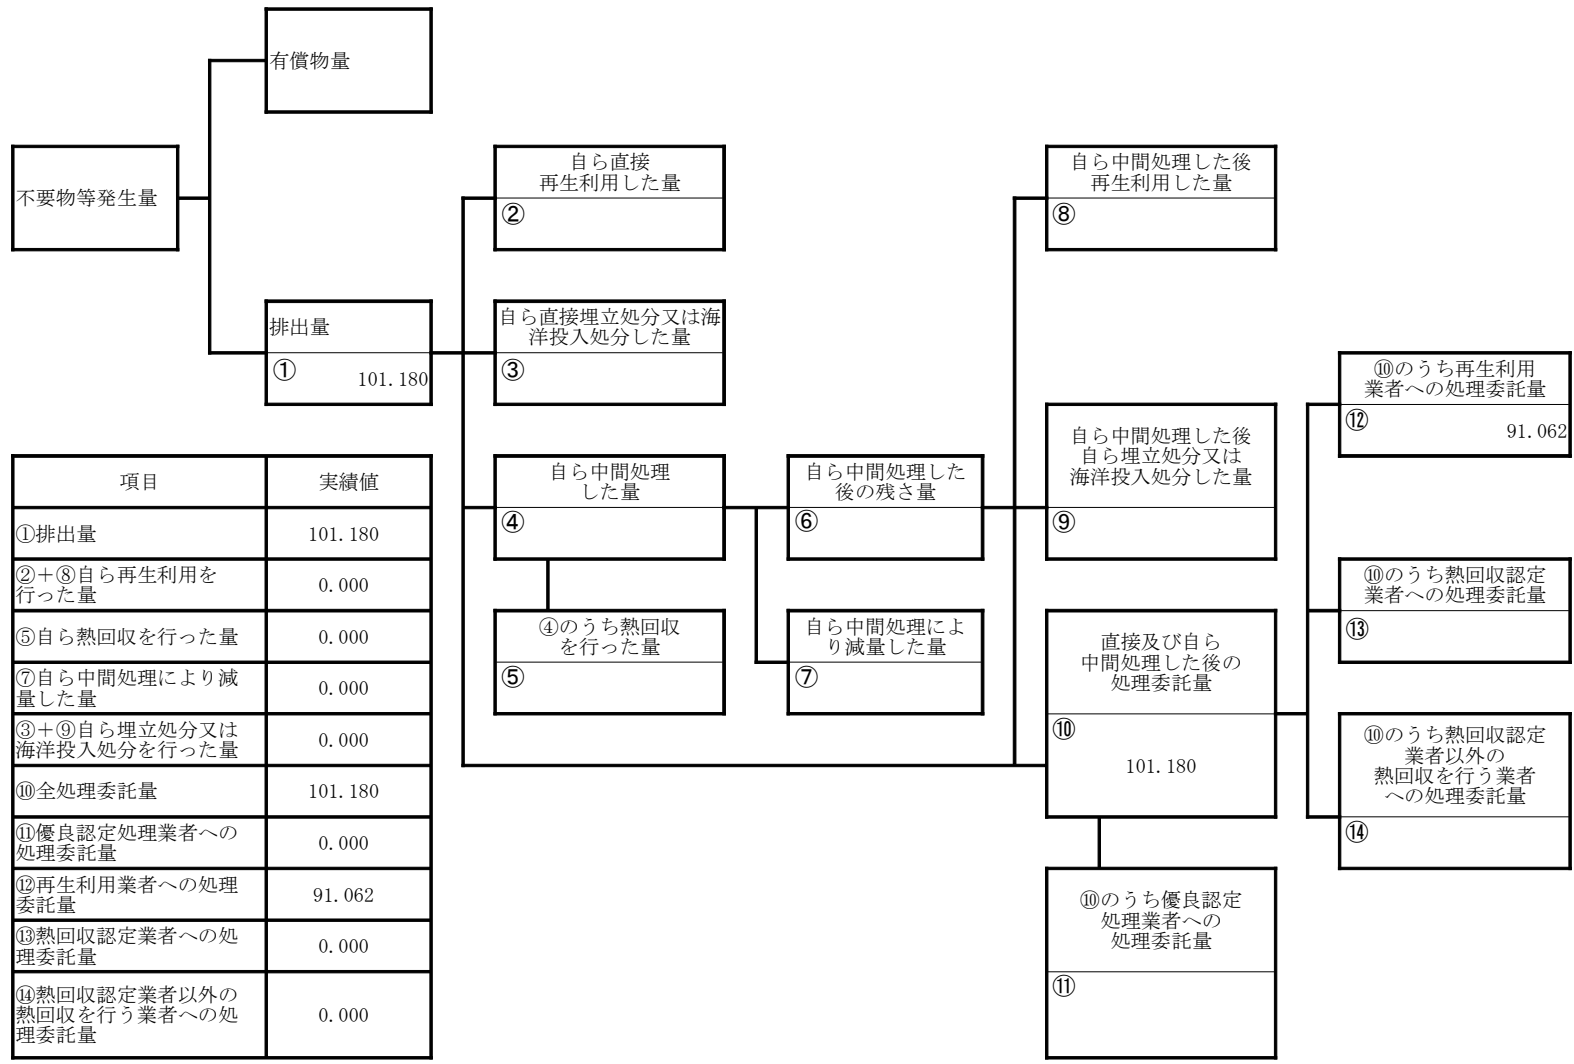 有償物量
不要物等発生量
排出量
①
101.180
自ら直接
再生利用した量
②
自ら直接埋立処分又は海
洋投入処分した量
③
自ら中間処理
した量
④
④のうち熱回収
を行った量
⑤
自ら中間処理した
後の残さ量
⑥
自ら中間処理によ
り減量した量
⑦
自ら中間処理した後
再生利用した量
⑧
自ら中間処理した後
自ら埋立処分又は
海洋投入処分した量
⑨
直接及び自ら
中間処理した後の
処理委託量
⑩
101.180
⑩のうち優良認定
処理業者への
処理委託量
⑪
⑩のうち再生利用
業者への処理委託量
⑫
91.062
⑩のうち熱回収認定
業者への処理委託量
⑬
⑩のうち熱回収認定
業者以外の
熱回収を行う業者
への処理委託量
⑭
項目 実績値
①排出量 101.180
②+⑧自ら再生利用を
行った量 0.000
⑤自ら熱回収を行った量 0.000
⑦自ら中間処理により減
量した量 0.000
③+⑨自ら埋立処分又は
海洋投入処分を行った量 0.000
⑩全処理委託量 101.180
⑪優良認定処理業者への
処理委託量 0.000
⑫再生利用業者への処理
委託量 91.062
⑬熱回収認定業者への処
理委託量 0.000
⑭熱回収認定業者以外の
熱回収を行う業者への処
理委託量 0.000